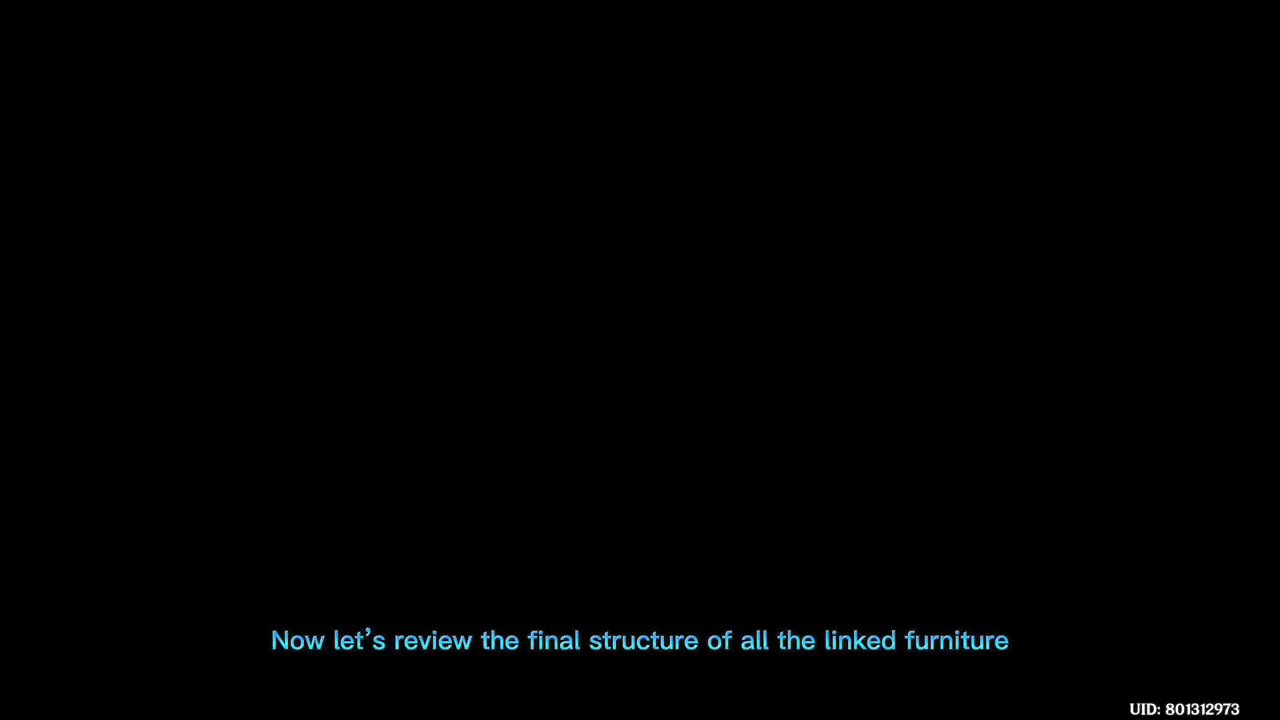 Now let’s review the final structure of all the linked furniture
UID: 801312973